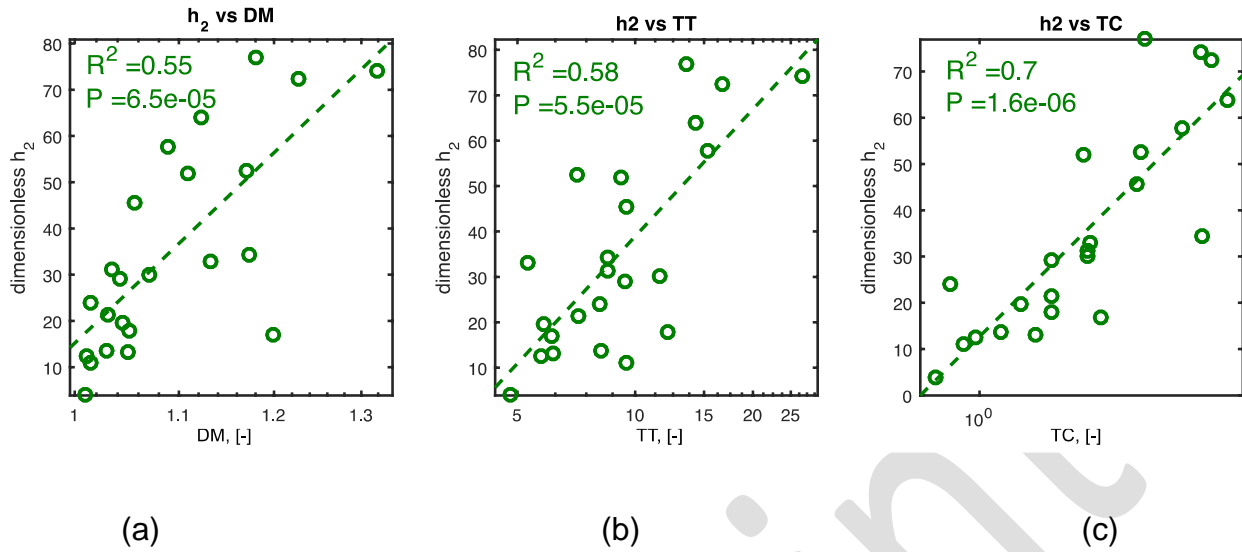 h₂ vs DM
R² =0.55
P =6.5e-05
dimensionless h₂
80
70
60
50
40
30
20
10
1
1.1
1.2
1.3
DM, [-]
(a)
h2 vs TT
R² =0.58
P =5.5e-05
dimensionless h₂
80
70
60
50
40
30
20
10
5
10
15
20
25
TT, [-]
(b)
h2 vs TC
R² =0.7
P =1.6e-06
dimensionless h₂
70
60
50
40
30
20
10
0
10⁰
TC, [-]
(c)